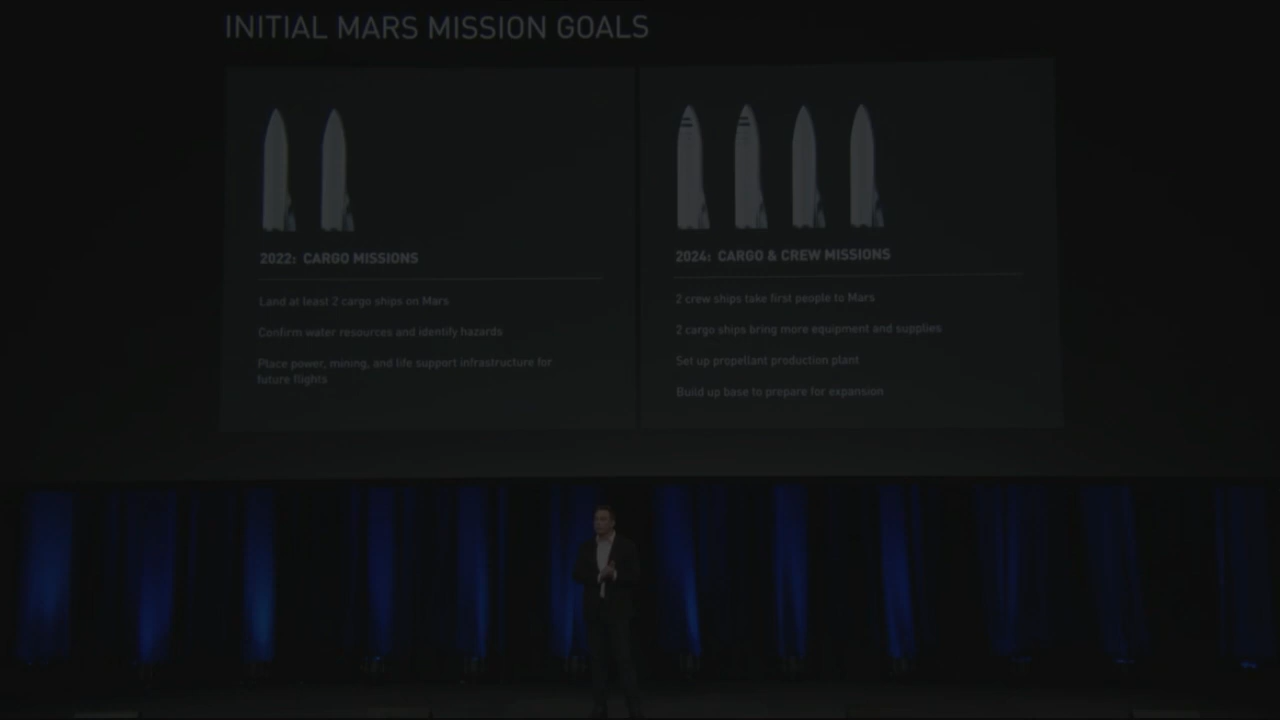 INITIAL MARS MISSION GOALS
2022: CARGO MISSIONS
Land at least 2 cargo ships on Mars
Confirm water resources and identify hazards
Place power, mining, and life support infrastructure for
future flights
2024: CARGO & CREW MISSIONS
2 crew ships take first people to Mars
2 cargo ships bring more equipment and supplies
Set up propellant production plant
Build up base to prepare for expansion